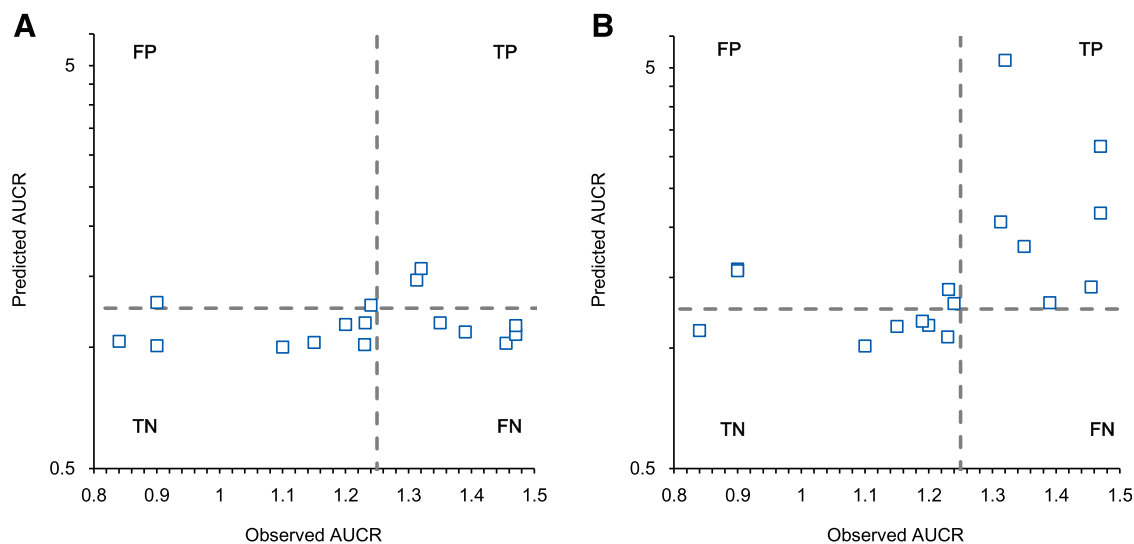 A
FP
TP
5
Predicted AUCR
TN
FN
0.5
0.8 0.9 1 1.1 1.2 1.3 1.4 1.5
Observed AUCR
B
FP
TP
5
Predicted AUCR
TN
FN
0.5
0.8 0.9 1 1.1 1.2 1.3 1.4 1.5
Observed AUCR